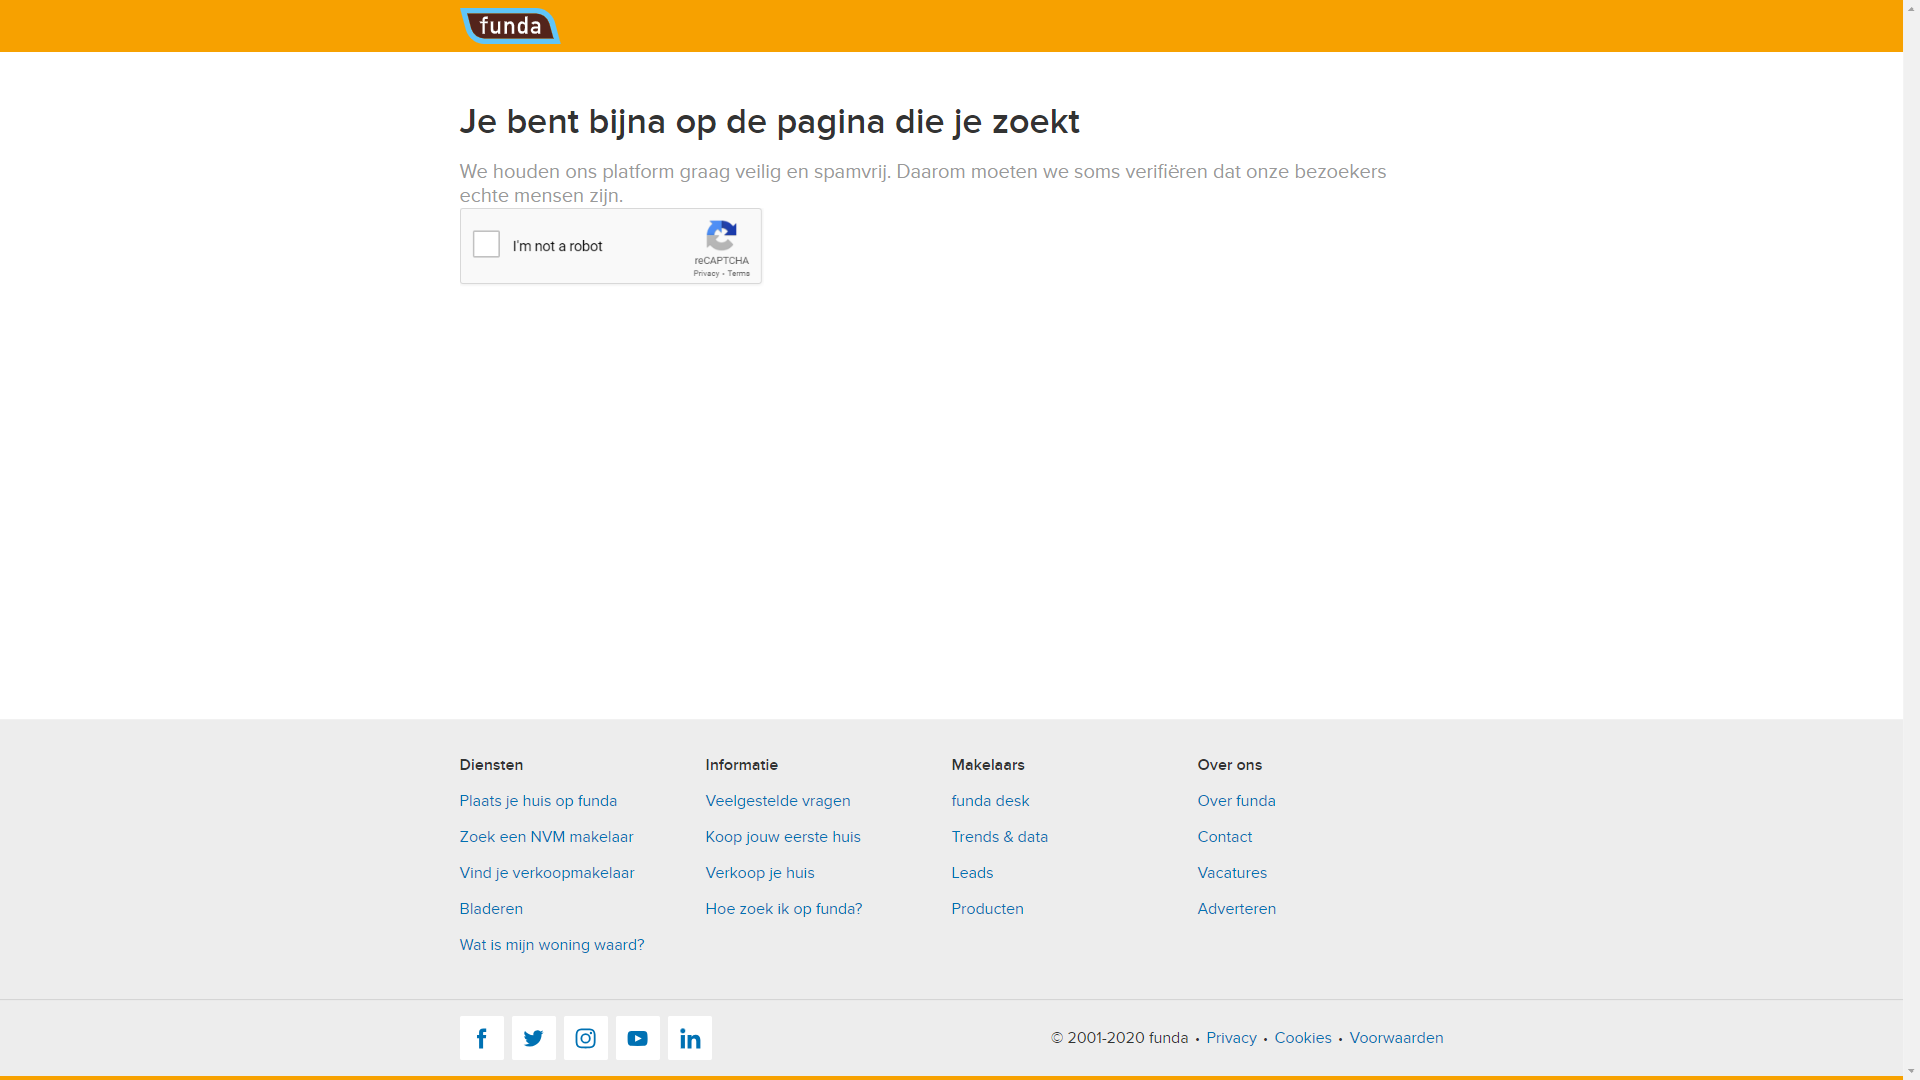 funda
Je bent bijna op de pagina die je zoekt
We houden ons platform graag veilig en spamvrij. Daarom moeten we soms verifiëren dat onze bezoekers
echte mensen zijn.
I'm not a robot
reCAPTCHA
Privacy • Terms
Diensten
Plaats je huis op funda
Zoek een NVM makelaar
Vind je verkoopmakelaar
Bladeren
Wat is mijn woning waard?
Informatie
Veelgestelde vragen
Koop jouw eerste huis
Verkoop je huis
Hoe zoek ik op funda?
Makelaars
funda desk
Trends & data
Leads
Producten
Over ons
Over funda
Contact
Vacatures
Adverteren
© 2001-2020 funda • Privacy • Cookies • Voorwaarden